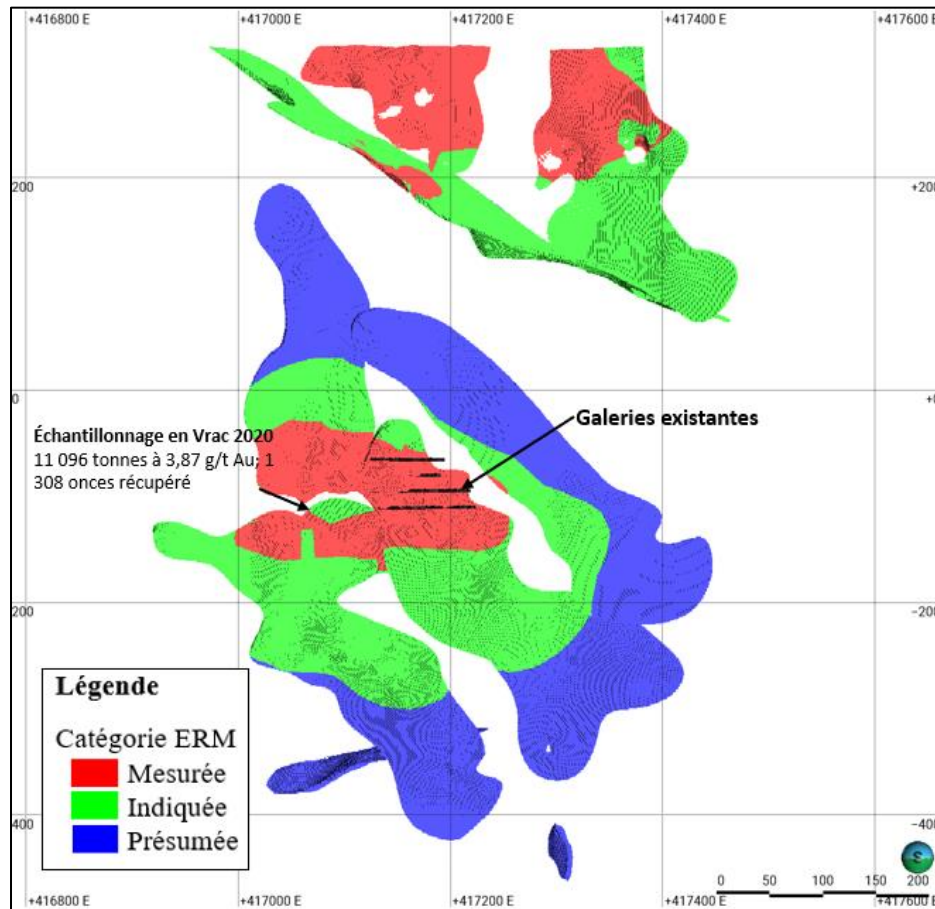 +416800 E
+417000 E
+417200 E
+417400 E
+417600 E
200
+200
+0
Galeries existantes
Échantillonnage en Vrac 2020
11 096 tonnes à 3,87 g/t Au; 1
308 onces récupéré
200
-200
Légende
Catégorie ERM
Mesurée
Indiquée
Présumée
400
-400
S
0 50 100 150 200
+416800 E
+417000 E
+417200 E
+417400 E
+417600 E